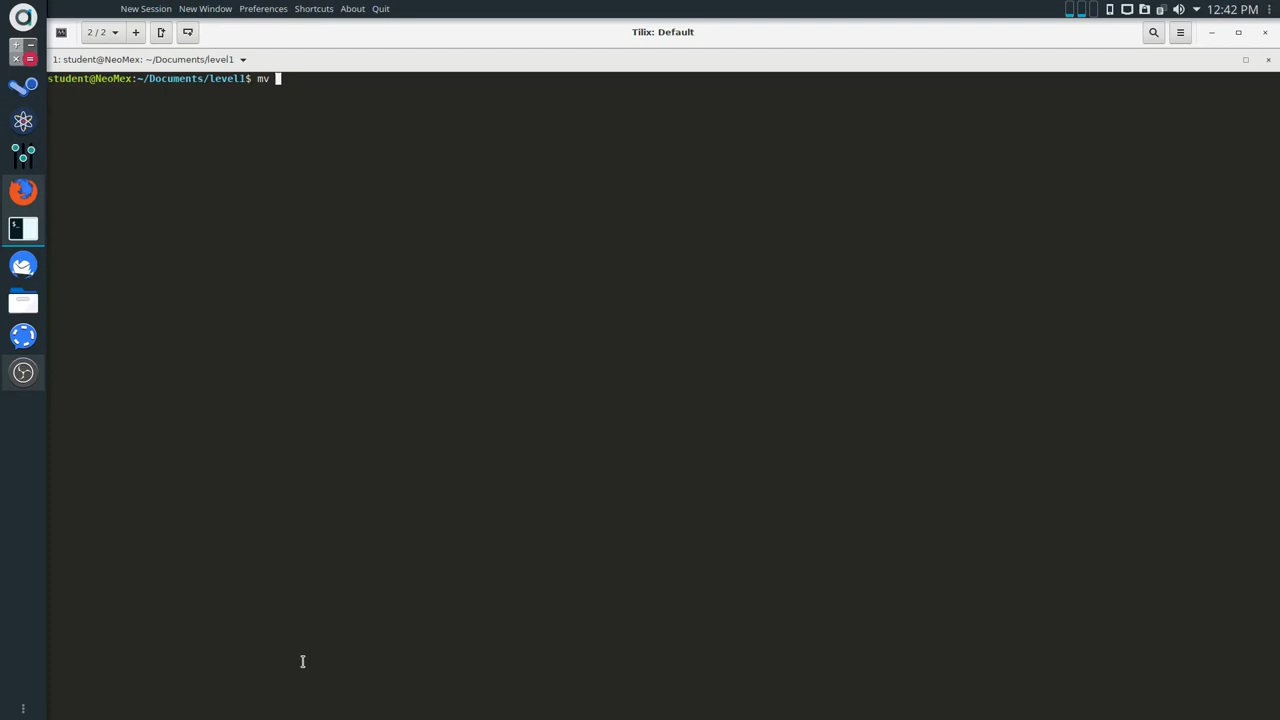 New Session New Window Preferences Shortcuts About Quit 12:42 PM
2 / 2 + Tilix: Default
1: student@NeoMex: ~/Documents/level1
student@NeoMex:~/Documents/level1$ mv